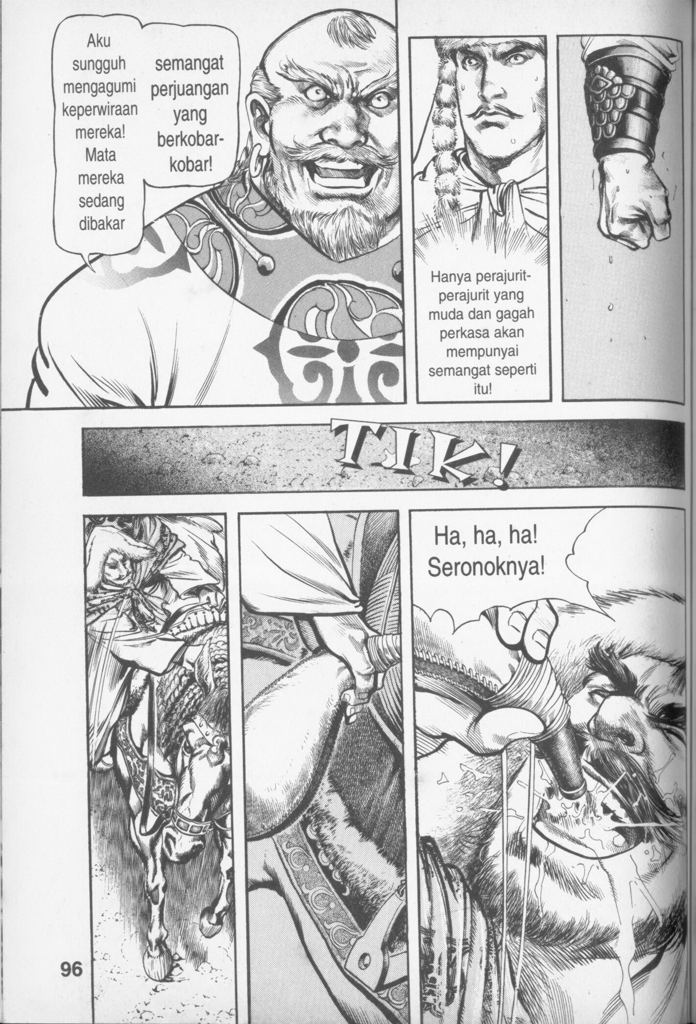 Aku
sungguh
mengagumi
keperwiraan
mereka!
Mata
mereka
sedang
dibakar
semangat
perjuangan
yang
berkobar-
kobar!
Hanya perajurit-
perajurit yang
muda dan gagah
perkasa akan
mempunyai
semangat seperti
itu!
TIK!
Ha, ha, ha!
Seronoknya!
96